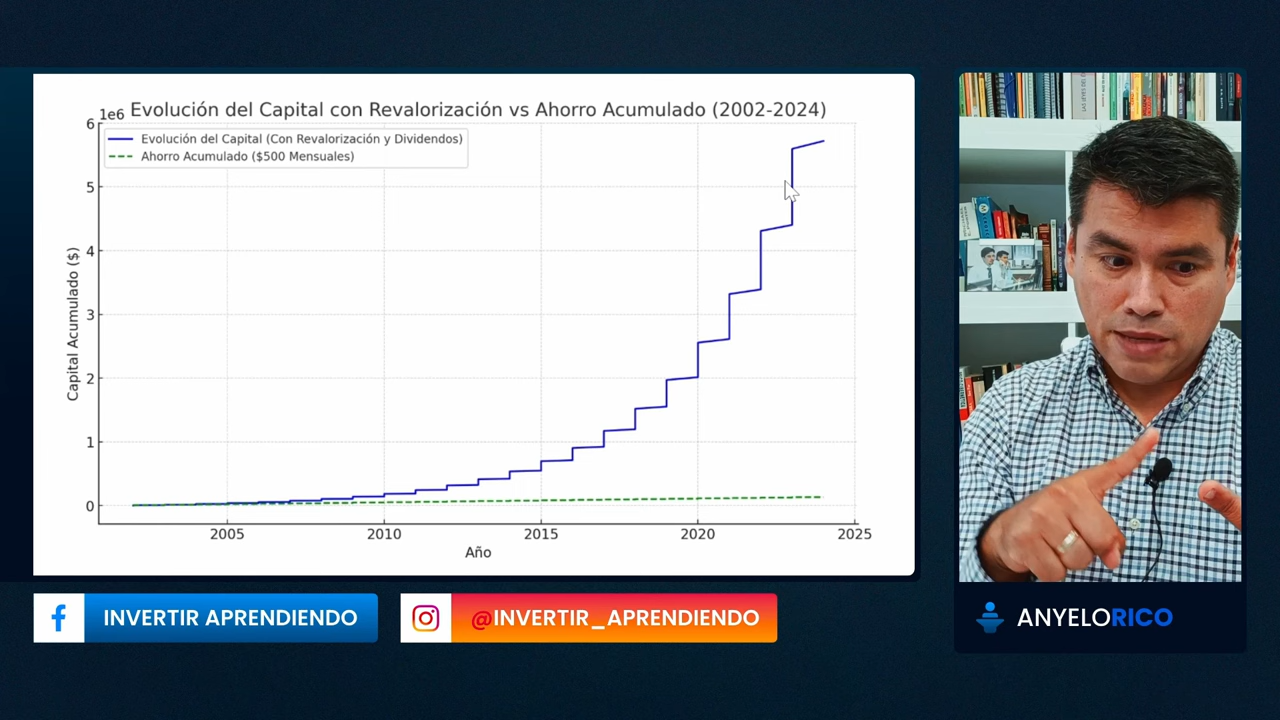 1e6
Evolución del Capital con Revalorización vs Ahorro Acumulado (2002-2024)
Evolución del Capital (Con Revalorización y Dividendos)
Ahorro Acumulado ($500 Mensuales)
Capital Acumulado ($)
6
5
4
3
2
1
0
2005
2010
2015
2020
2025
Año
INVERTIR APRENDIENDO
@INVERTIR_APRENDIENDO
ANYELORICO